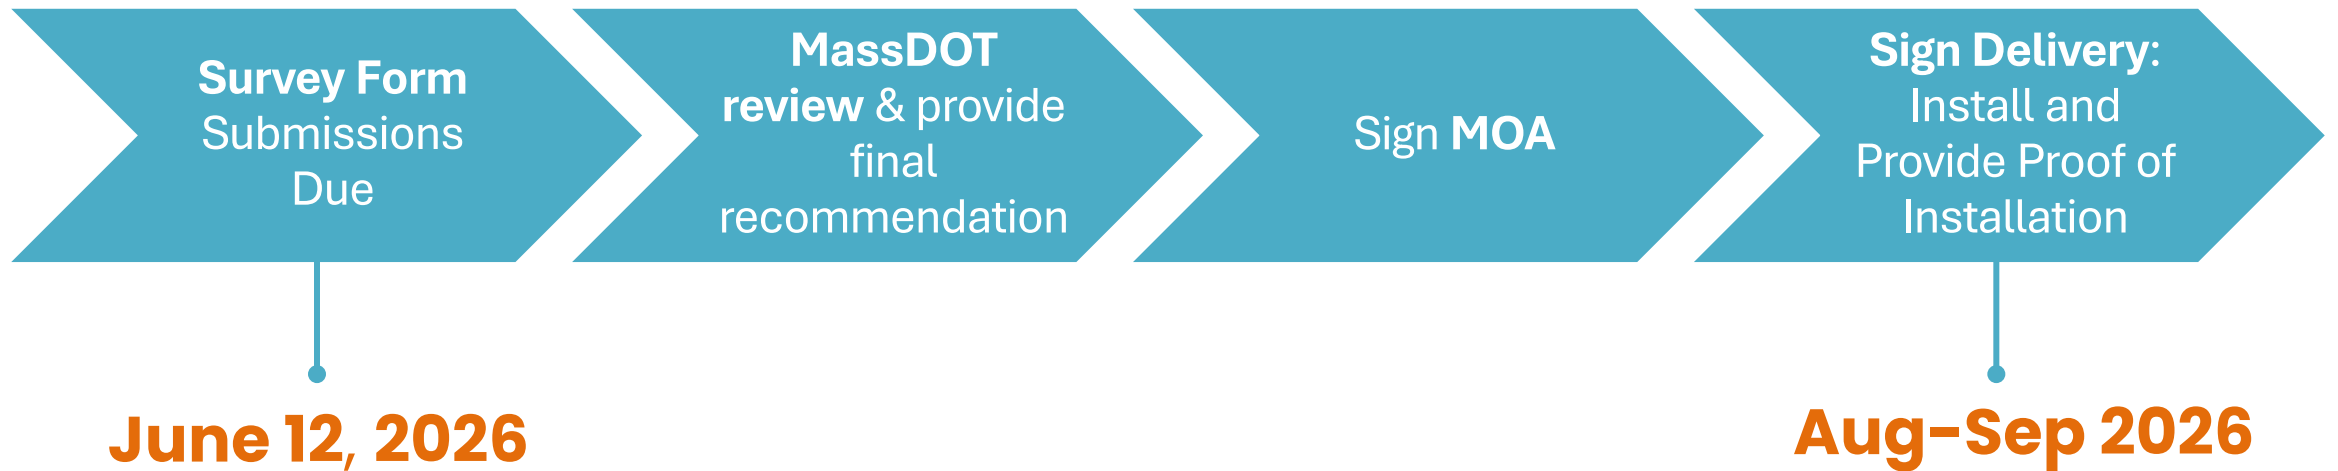 Survey Form
Submissions
Due
MassDOT
review & provide
final
recommendation
Sign MOA
Sign Delivery:
Install and
Provide Proof of
Installation
June 12, 2026
Aug-Sep 2026